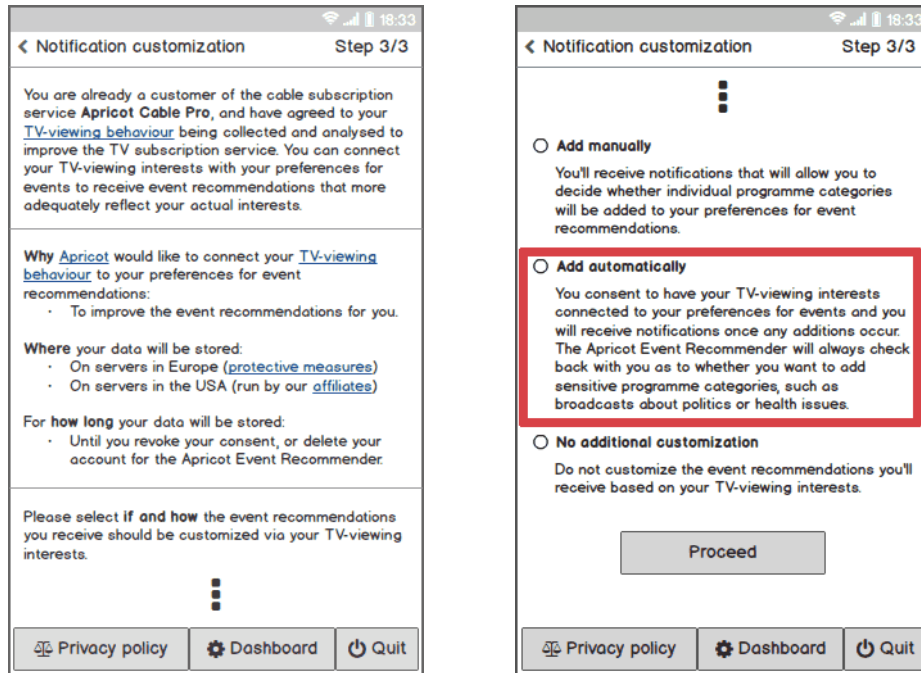 18:33
Notification customization Step 3/3
You are already a customer of the cable subscription
service Apricot Cable Pro, and have agreed to your
TV-viewing behaviour being collected and analysed to
improve the TV subscription service. You can connect
your TV-viewing interests with your preferences for
events to receive event recommendations that more
adequately reflect your actual interests.
Why Apricot would like to connect your TV-viewing
behaviour to your preferences for event
recommendations:
· To improve the event recommendations for you.
Where your data will be stored:
· On servers in Europe (protective measures)
· On servers in the USA (run by our affiliates)
For how long your data will be stored:
· Until you revoke your consent, or delete your
account for the Apricot Event Recommender.
Please select if and how the event recommendations
you receive should be customized via your TV-viewing
interests.
Privacy policy Dashboard Quit
18:33
Notification customization Step 3/3
Add manually
You'll receive notifications that will allow you to
decide whether individual programme categories
will be added to your preferences for event
recommendations.
Add automatically
You consent to have your TV-viewing interests
connected to your preferences for events and you
will receive notifications once any additions occur.
The Apricot Event Recommender will always check
back with you as to whether you want to add
sensitive programme categories, such as
broadcasts about politics or health issues.
No additional customization
Do not customize the event recommendations you'll
receive based on your TV-viewing interests.
Proceed
Privacy policy Dashboard Quit